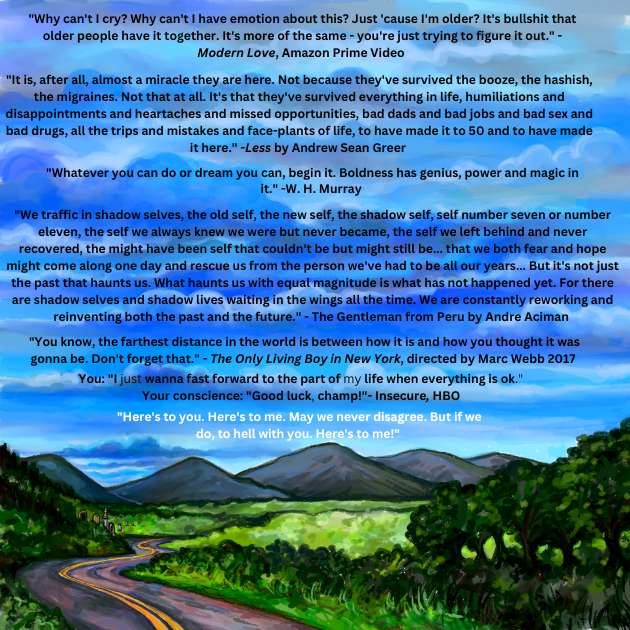 "Why can't I cry? Why can't I have emotion about this? Just 'cause I'm older? It's bullshit that
older people have it together. It's more of the same - you're just trying to figure it out." -
Modern Love, Amazon Prime Video
"It is, after all, almost a miracle they are here. Not because they've survived the booze, the hashish,
the migraines. Not that at all. It's that they've survived everything in life, humiliations and
disappointments and heartaches and missed opportunities, bad dads and bad jobs and bad sex and
bad drugs, all the trips and mistakes and face-plants of life, to have made it to 50 and to have made
it here." -Less by Andrew Sean Greer
"Whatever you can do or dream you can, begin it. Boldness has genius, power and magic in
it." -W. H. Murray
"We traffic in shadow selves, the old self, the new self, the shadow self, self number seven or number
eleven, the self we always knew we were but never became, the self we left behind and never
recovered, the might have been self that couldn't be but might still be... that we both fear and hope
might come along one day and rescue us from the person we've had to be all our years... But it's not just
the past that haunts us. What haunts us with equal magnitude is what has not happened yet. For there
are shadow selves and shadow lives waiting in the wings all the time. We are constantly reworking and
reinventing both the past and the future." - The Gentleman from Peru by Andre Aciman
"You know, the farthest distance in the world is between how it is and how you thought it was
gonna be. Don't forget that." - The Only Living Boy in New York, directed by Marc Webb 2017
You: "I just wanna fast forward to the part of my life when everything is ok."
Your conscience: "Good luck, champ!"- Insecure, HBO
"Here's to you. Here's to me. May we never disagree. But if we
do, to hell with you. Here's to me!"